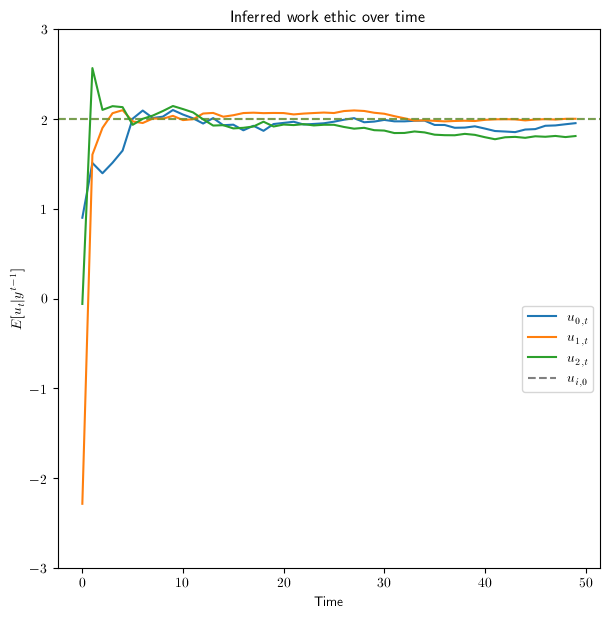 Inferred work ethic over time
3
2
1
0
−1
−2
−3
E[u_t|y^{t−1}]
u_{0,t}
u_{1,t}
u_{2,t}
u_{i,0}
0 10 20 30 40 50
Time